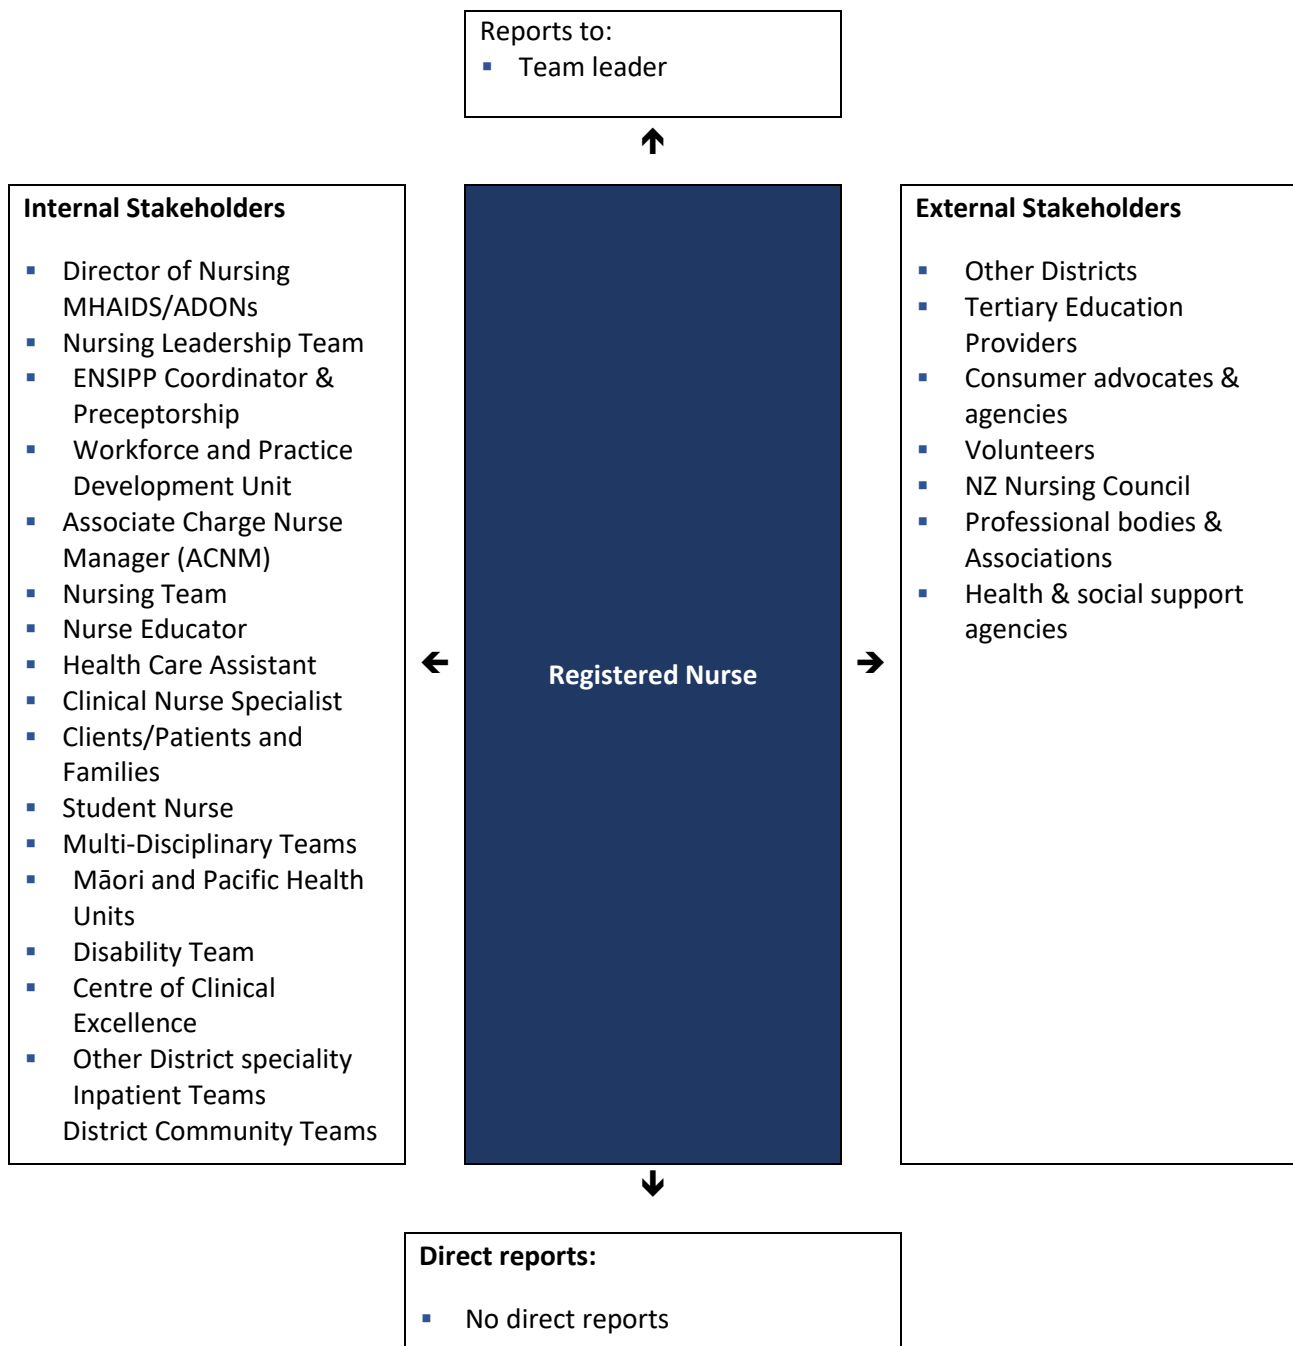 Reports to:
▪ Team leader
Internal Stakeholders
▪ Director of Nursing
MHAIDS/ADONs
▪ Nursing Leadership Team
▪ ENSIPP Coordinator &
Preceptorship
▪ Workforce and Practice
Development Unit
▪ Associate Charge Nurse
Manager (ACNM)
▪ Nursing Team
▪ Nurse Educator
▪ Health Care Assistant
▪ Clinical Nurse Specialist
▪ Clients/Patients and
Families
▪ Student Nurse
▪ Multi-Disciplinary Teams
▪ Māori and Pacific Health
Units
▪ Disability Team
▪ Centre of Clinical
Excellence
▪ Other District speciality
Inpatient Teams
District Community Teams
Registered Nurse
External Stakeholders
▪ Other Districts
▪ Tertiary Education
Providers
▪ Consumer advocates &
agencies
▪ Volunteers
▪ NZ Nursing Council
▪ Professional bodies &
Associations
▪ Health & social support
agencies
Direct reports:
▪ No direct reports